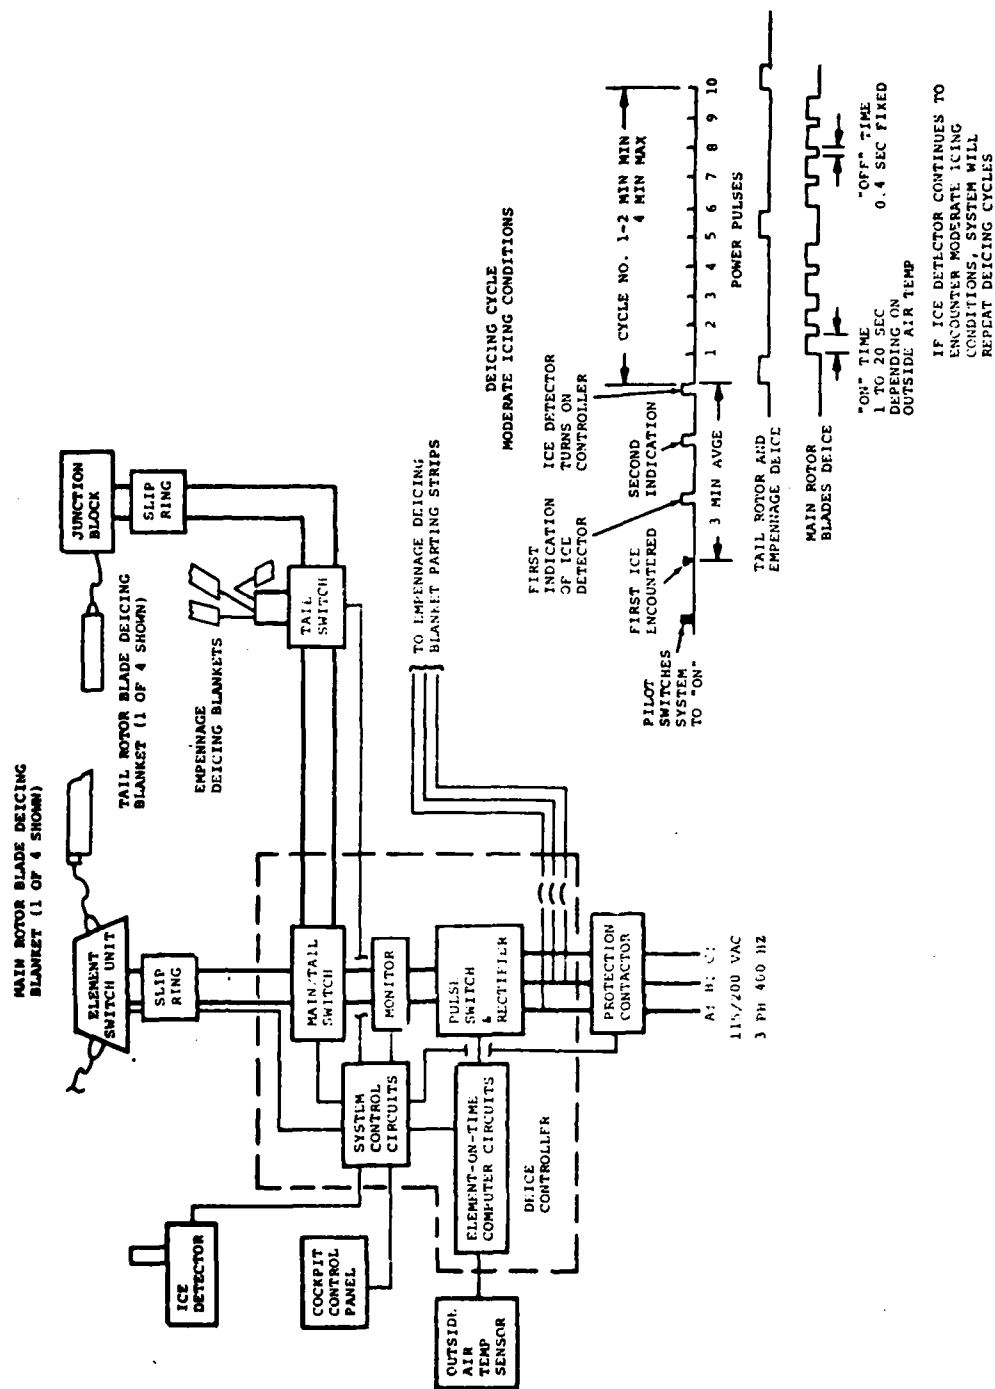 MAIN ROTOR BLADE DEICING
BLANKET (1 OF 4 SHOWN)
ELEMENT
SWITCH UNIT
SLIP
RING
TAIL ROTOR BLADE DEICING
BLANKET (1 OF 4 SHOWN)
JUNCTION
BLOCK
SLIP
RING
EMPENNAGE
DEICING BLANKETS
TAIL
SWITCH
ICE
DETECTOR
COCKPIT
CONTROL
PANEL
OUTSIDE
AIR
TEMP
SENSOR
SYSTEM
CONTROL
CIRCUITS
MAIN/TAIL
SWITCH
MONITOR
PULSE
SWITCH
&
RECTIFIER
ELEMENT-ON-TIME
COMPUTER CIRCUITS
DEICE
CONTROLLER
PROTECTION
CONTACTOR
115/200 VAC
3 PH 400 HZ
TO EMPENNAGE DEICING
BLANKET PARTING STRIPS
DEICING CYCLE
MODERATE ICING CONDITIONS
PILOT
SWITCHES
SYSTEM
TO "ON"
FIRST ICE
ENCOUNTERED
FIRST
INDICATION
OF ICE
DETECTOR
SECOND
INDICATION
ICE DETECTOR
TURNS ON
CONTROLLER
3 MIN AVGE
CYCLE NO. 1-2 MIN MIN
4 MIN MAX
1 2 3 4 5 6 7 8 9 10
POWER PULSES
TAIL ROTOR AND
EMPENNAGE DEICE
MAIN ROTOR
BLADES DEICE
"ON" TIME
1 TO 20 SEC
DEPENDING ON
OUTSIDE AIR TEMP
"OFF" TIME
0.4 SEC FIXED
IF ICE DETECTOR CONTINUES TO
ENCOUNTER MODERATE ICING
CONDITIONS, SYSTEM WILL
REPEAT DEICING CYCLES